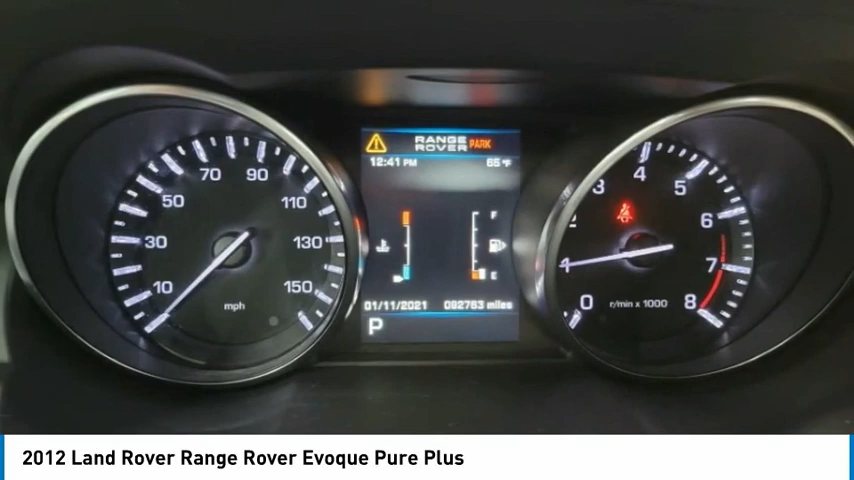 70 90
50 110
30 130
10 150
mph
RANGE ROVER PARK
12:41 PM 65 °F
F
E
01/11/2021 092763 miles
P
3 4 5
2 6
1 7
0 8
r/min x 1000
2012 Land Rover Range Rover Evoque Pure Plus